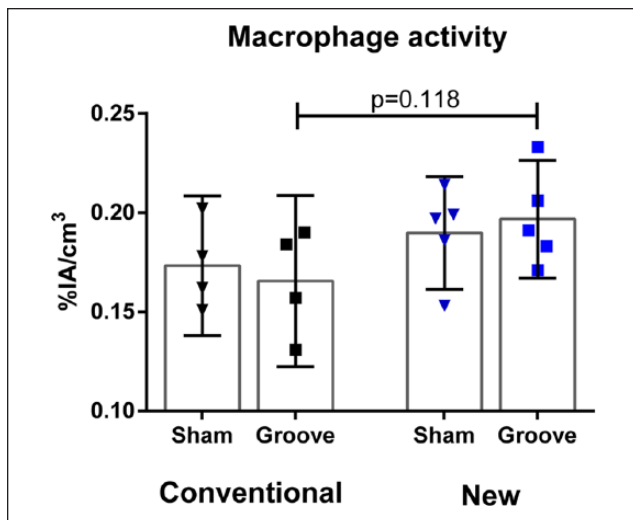 Macrophage activity
p=0.118
%IA/cm³
0.25
0.20
0.15
0.10
Sham Groove Sham Groove
Conventional New